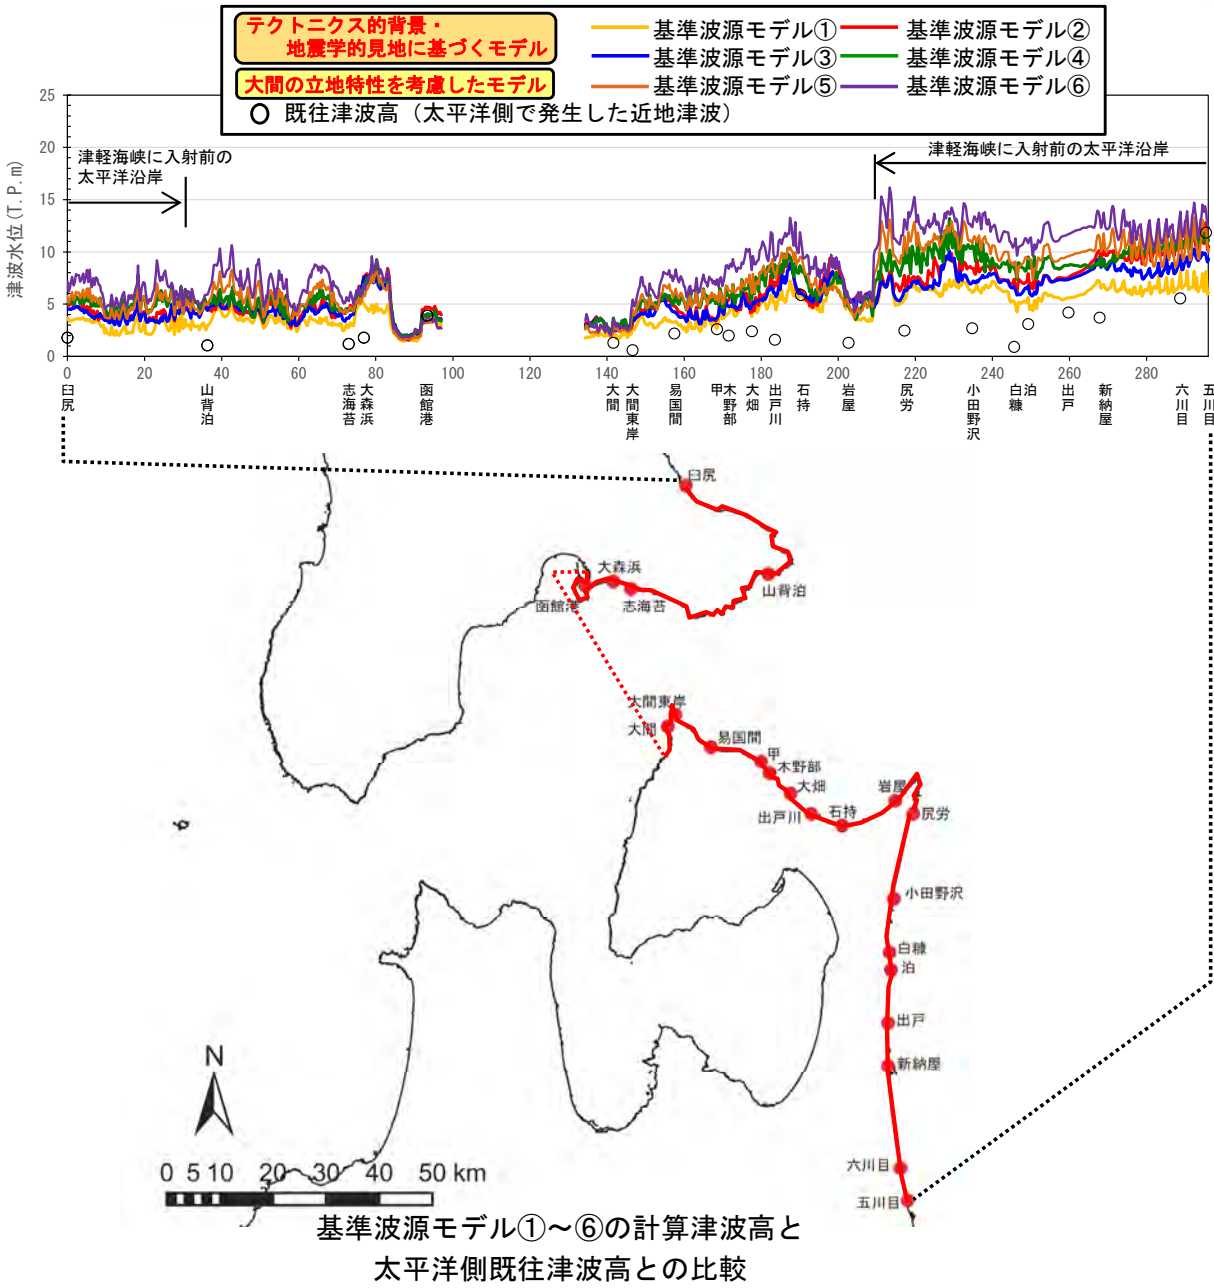 テクトニクス的背景・
地震学的見地に基づくモデル
大間の立地特性を考慮したモデル
基準波源モデル① 基準波源モデル②
基準波源モデル③ 基準波源モデル④
基準波源モデル⑤ 基準波源モデル⑥
既往津波高（太平洋側で発生した近地津波）
津波水位(T.P.m)
25
20
15
10
5
0
津軽海峡に入射前の
太平洋沿岸
津軽海峡に入射前の太平洋沿岸
0 20 40 60 80 100 120 140 160 180 200 220 240 260 280
臼尻 山背泊 志海苔 大森浜 函館港 大間 大間東岸 易国間 甲 木野部 大畑 出戸川 石持 岩屋 尻労 小田野沢 白糠 泊 出戸 新納屋 六川目 五川目
臼尻
大森浜
山背泊
函館港
志海苔
大間東岸
大間
易国間
甲
木野部
大畑
岩屋
出戸川
石持
尻労
小田野沢
白糠
泊
出戸
新納屋
六川目
五川目
N
0 5 10 20 30 40 50 km
基準波源モデル①～⑥の計算津波高と
太平洋側既往津波高との比較